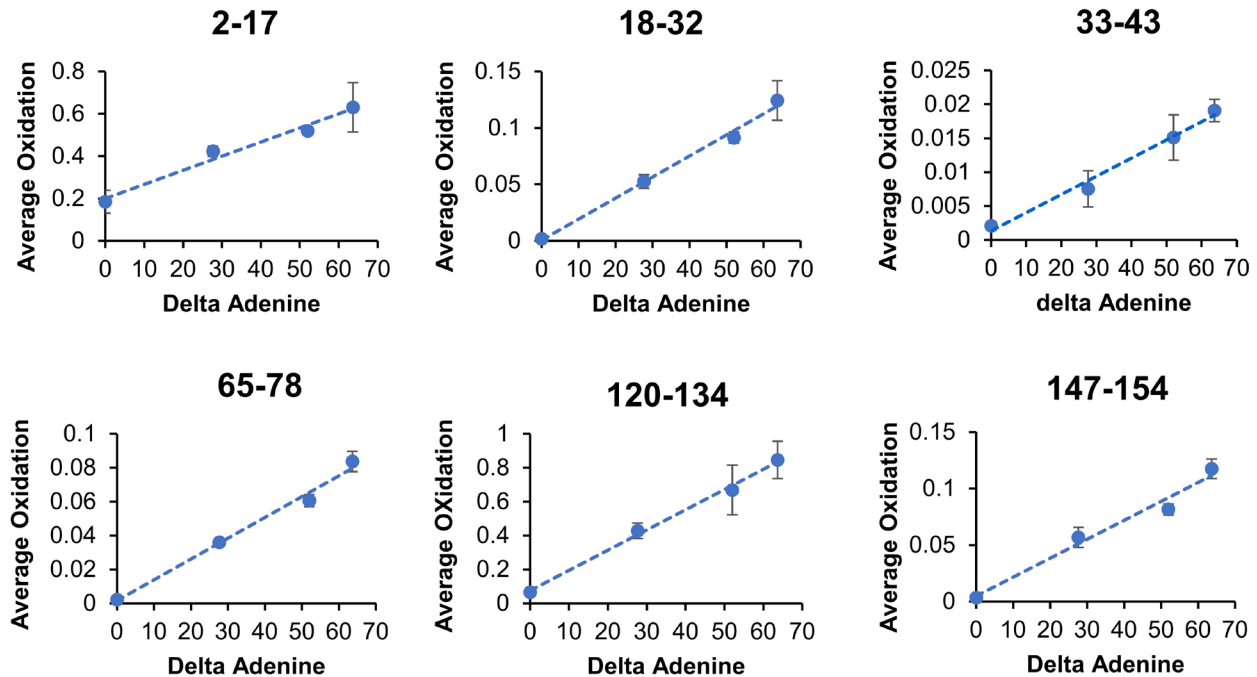 2-17
0.8
0.6
0.4
0.2
0
0 10 20 30 40 50 60 70
Average Oxidation
Delta Adenine
18-32
0.15
0.1
0.05
0
0 10 20 30 40 50 60 70
Average Oxidation
Delta Adenine
33-43
0.025
0.02
0.015
0.01
0.005
0
0 10 20 30 40 50 60 70
Average Oxidation
delta Adenine
65-78
0.1
0.08
0.06
0.04
0.02
0
0 10 20 30 40 50 60 70
Average Oxidation
Delta Adenine
120-134
1
0.8
0.6
0.4
0.2
0
0 10 20 30 40 50 60 70
Average OXidation
Delta Adenine
147-154
0.15
0.1
0.05
0
0 10 20 30 40 50 60 70
Average Oxidation
Delta Adenine